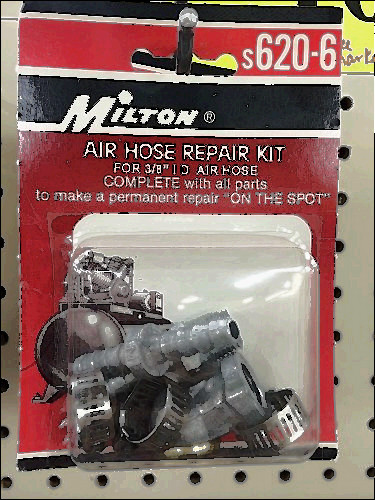 s620-6
MILTON®
AIR HOSE REPAIR KIT
FOR 3/8" I D AIR HOSE
COMPLETE with all parts
to make a permanent repair "ON THE SPOT"